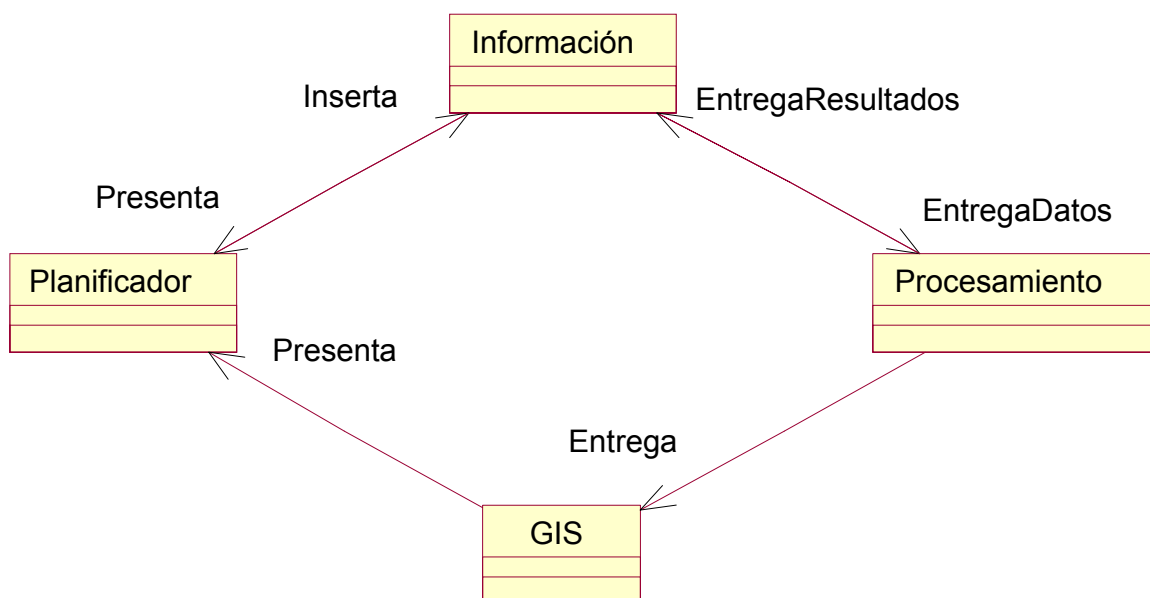 Información
Inserta
EntregaResultados
Presenta
EntregaDatos
Planificador
Procesamiento
Presenta
Entrega
GIS